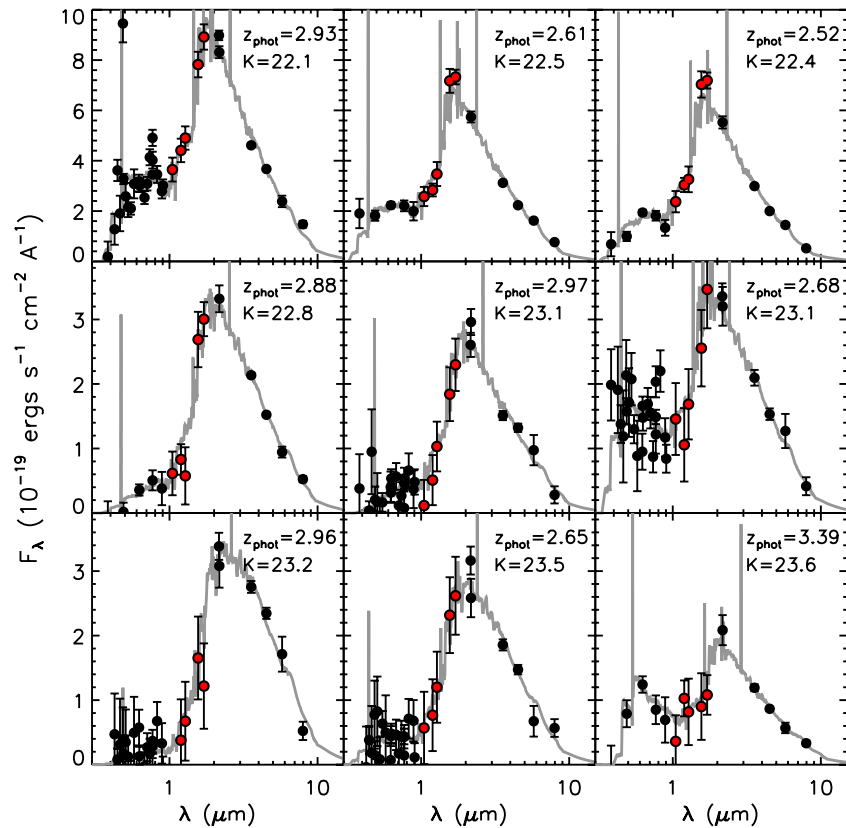 10
z_phot=2.93
K=22.1
z_phot=2.61
K=22.5
z_phot=2.52
K=22.4
8
6
4
2
0
z_phot=2.88
K=22.8
z_phot=2.97
K=23.1
z_phot=2.68
K=23.1
3
2
1
0
F_λ (10⁻¹⁹ ergs s⁻¹ cm⁻² A⁻¹)
z_phot=2.96
K=23.2
z_phot=2.65
K=23.5
z_phot=3.39
K=23.6
3
2
1
0
1 10 1 10 1 10
λ (μm) λ (μm) λ (μm)